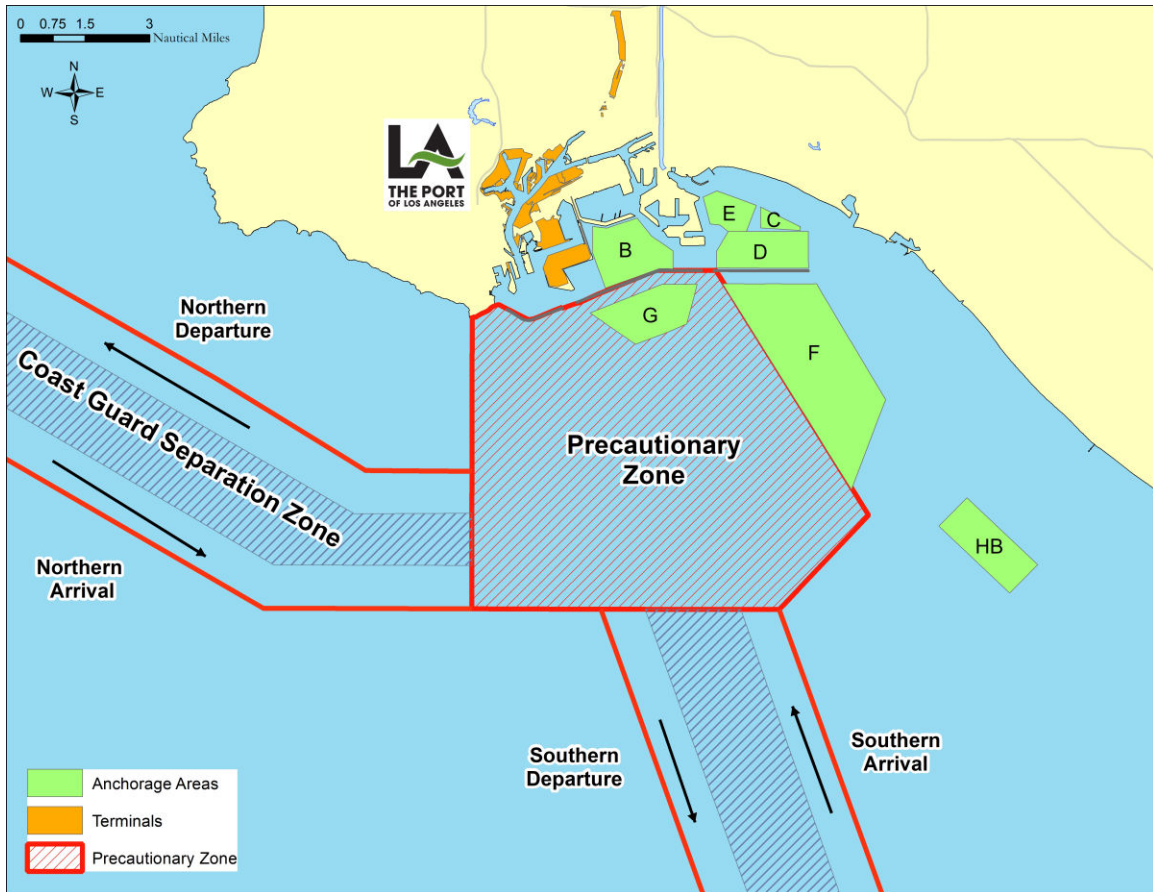 0 0.75 1.5 3
Nautical Miles
N
W E
S
LA
THE PORT
OF LOS ANGELES
E
C
B
D
G
F
Northern
Departure
Coast Guard Separation Zone
Precautionary
Zone
HB
Northern
Arrival
Southern
Departure
Southern
Arrival
Anchorage Areas
Terminals
Precautionary Zone